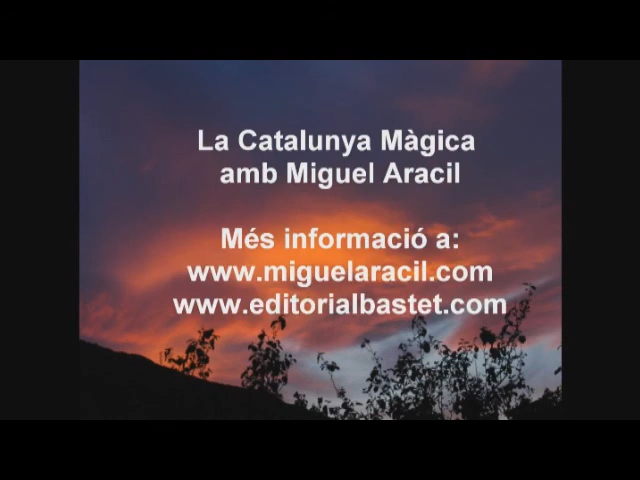 La Catalunya Màgica
amb Miguel Aracil
Més informació a:
www.miguelaracil.com
www.editorialbastet.com